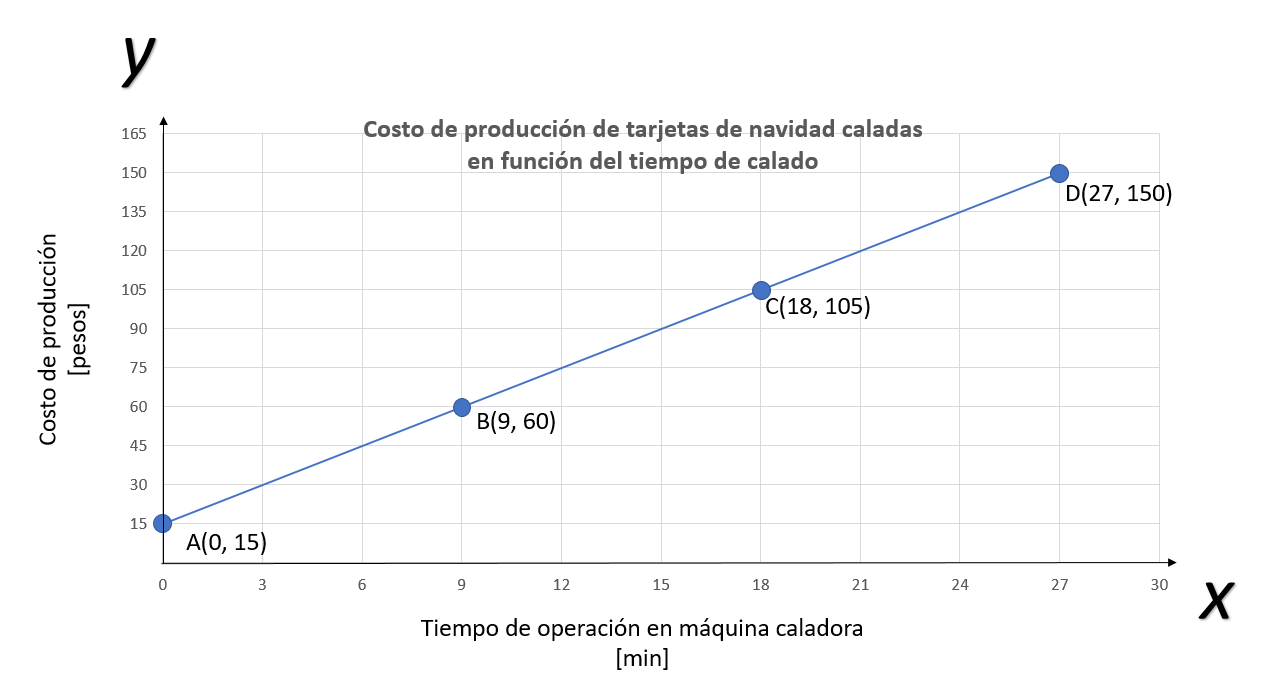 y
Costo de producción de tarjetas de navidad caladas
en función del tiempo de calado
Costo de producción
[pesos]
165
150
135
120
105
90
75
60
45
30
15
D(27, 150)
C(18, 105)
B(9, 60)
A(0, 15)
0 3 6 9 12 15 18 21 24 27 30
x
Tiempo de operación en máquina caladora
[min]